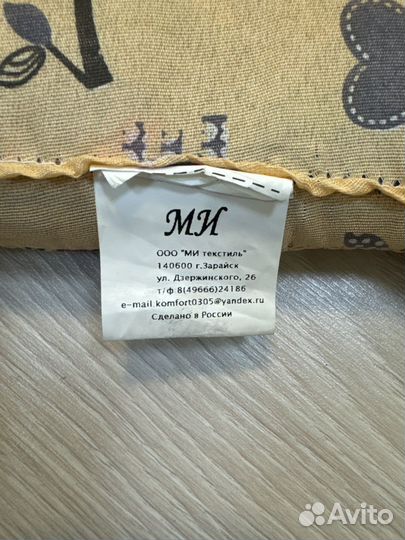 МИ
ООО "МИ текстиль"
140600 г.Зарайск
ул. Дзержинского, 26
т/ф 8(49666)24186
e-mail komfort0305@yandex.ru
Сделано в России
Avito